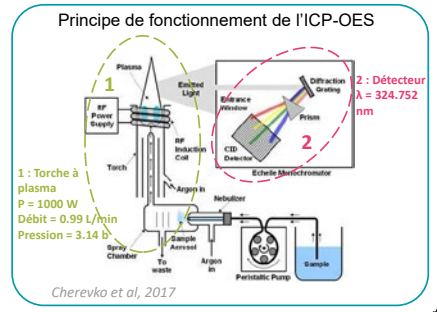 Principe de fonctionnement de l'ICP-OES
Plasma
1
Emitted
Light
Diffraction
Grating
Entrance
Window
Prism
2
CID
Detector
Echelle Monochromator
2 : Détecteur
λ = 324.752
nm
RF
Power
Supply
RF
Induction
Coil
Torch
Argon in
1 : Torche à
plasma
P = 1000 W
Débit = 0.99 L/min
Pression = 3.14 b
Nebulizer
Spray
Chamber
Sample
Aerosol
To
waste
Argon
in
Peristaltic Pump
Sample
Cherevko et al, 2017